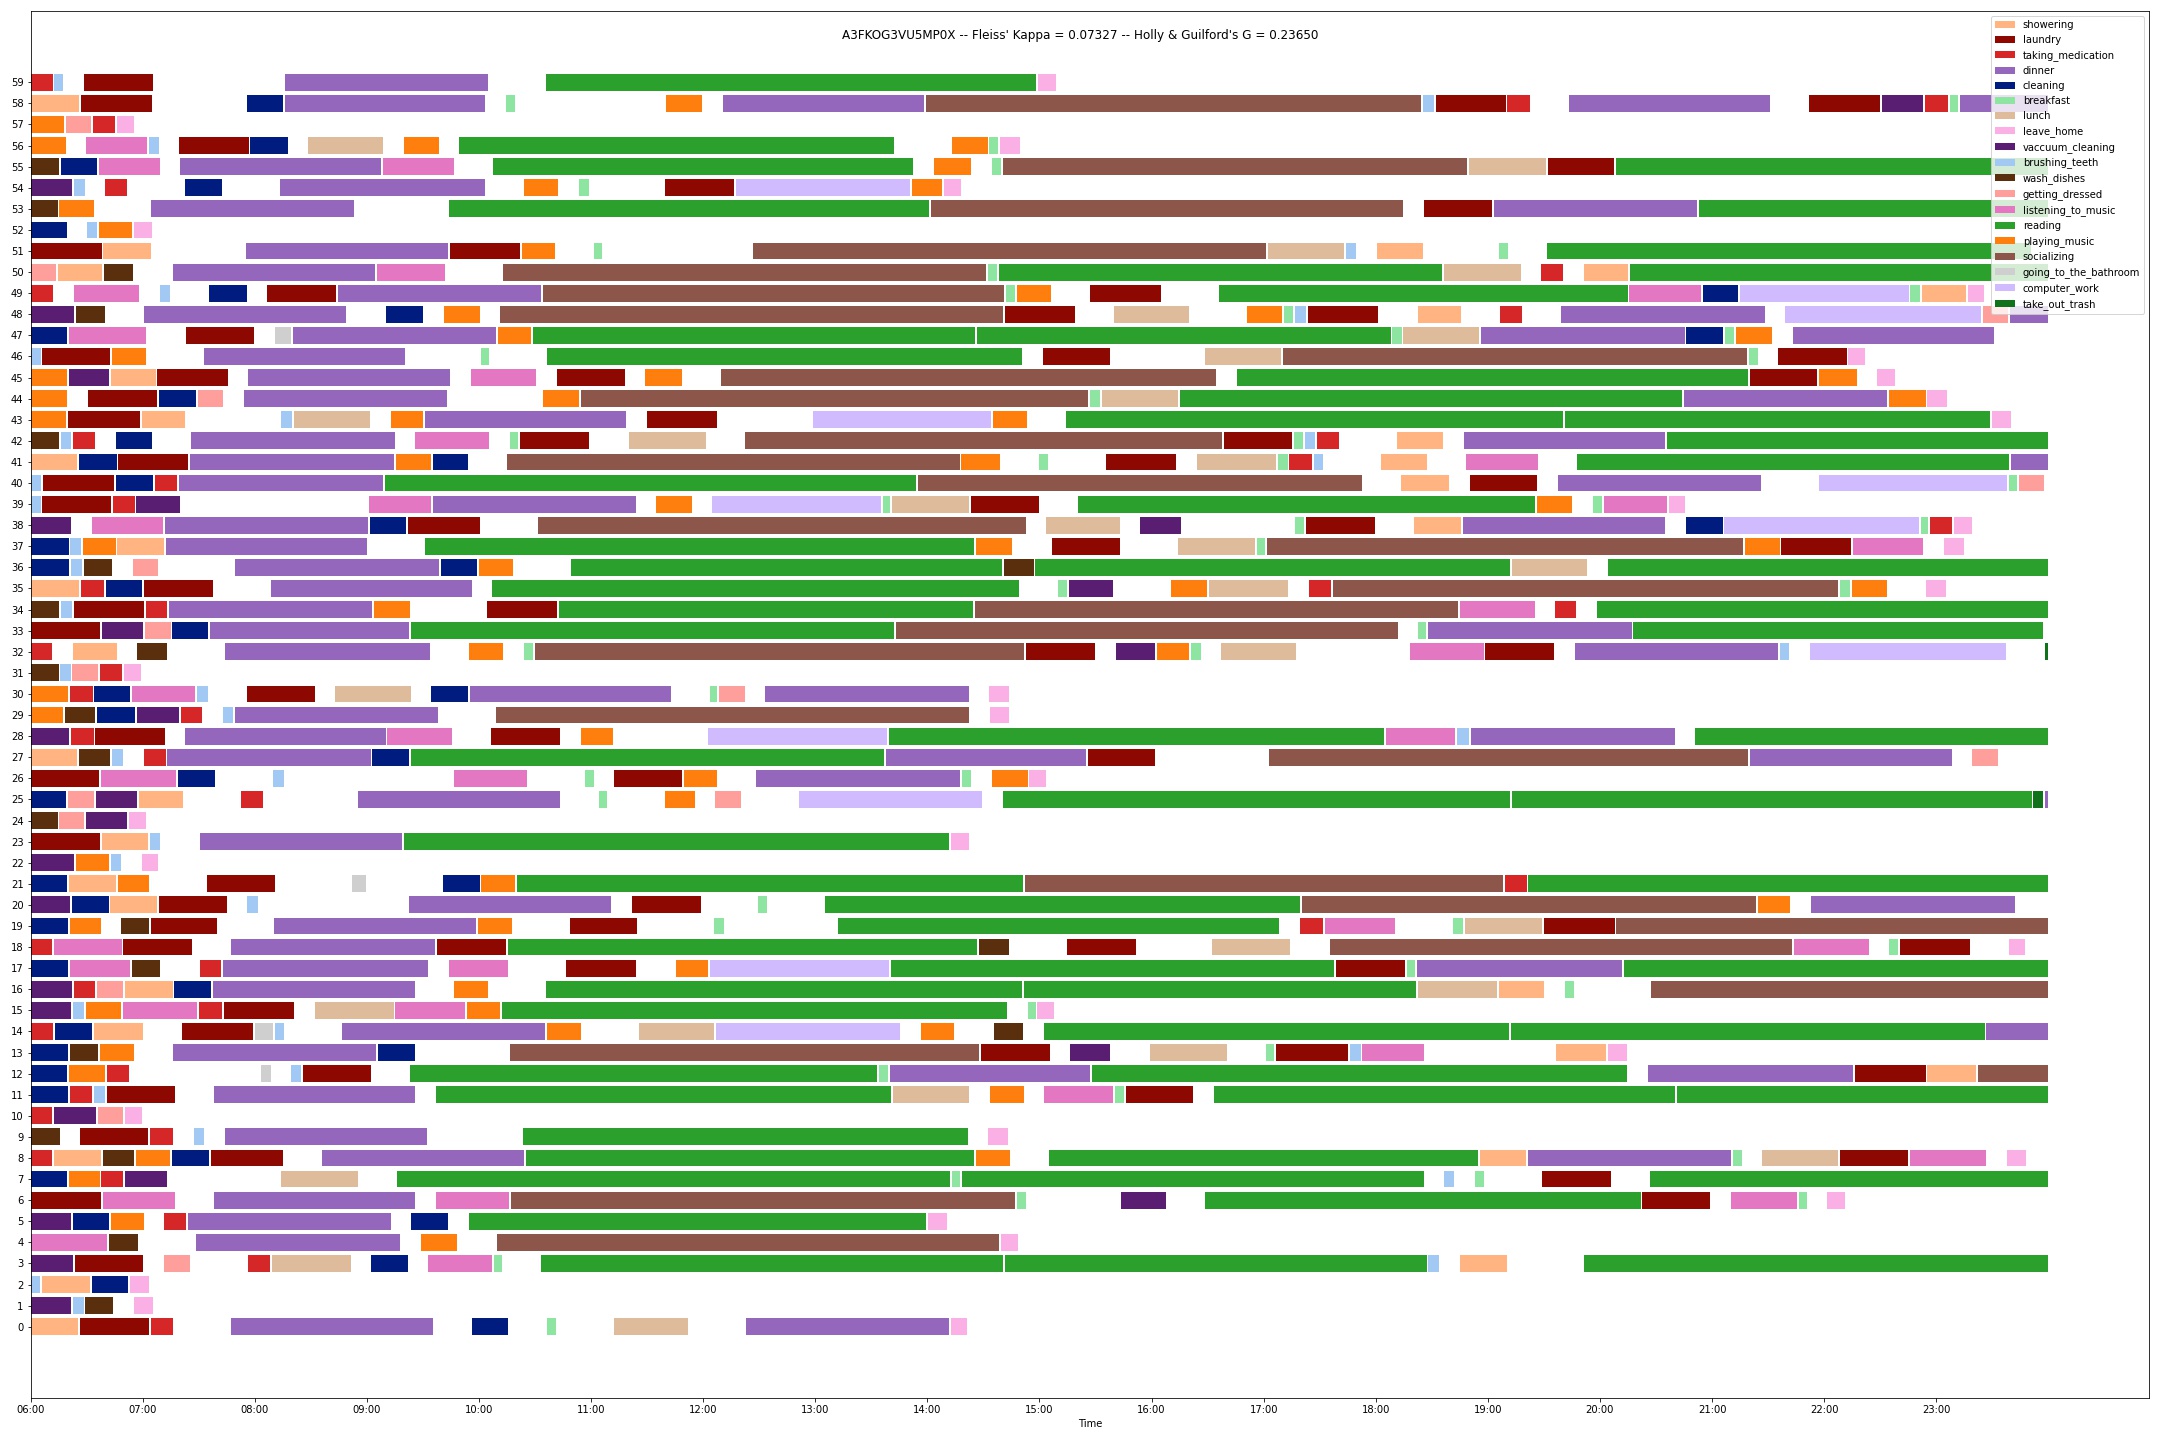 A3FKOG3VU5MP0X -- Fleiss' Kappa = 0.07327 -- Holly & Guilford's G = 0.23650
showering
laundry
taking_medication
dinner
cleaning
breakfast
lunch
leave_home
vaccuum_cleaning
brushing_teeth
wash_dishes
getting_dressed
listening_to_music
reading
playing_music
socializing
going_to_the_bathroom
computer_work
take_out_trash
59
58
57
56
55
54
53
52
51
50
49
48
47
46
45
44
43
42
41
40
39
38
37
36
35
34
33
32
31
30
29
28
27
26
25
24
23
22
21
20
19
18
17
16
15
14
13
12
11
10
9
8
7
6
5
4
3
2
1
0
06:00 07:00 08:00 09:00 10:00 11:00 12:00 13:00 14:00 15:00 16:00 17:00 18:00 19:00 20:00 21:00 22:00 23:00
Time